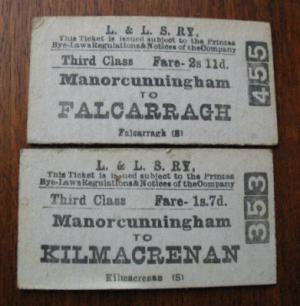 L. & L. S. RY.
This Ticket is issued subject to the Printed
Bye-Laws Regulations & Notices of the Company
Third Class Fare- 2s 11d.
Manorcunningham
TO
FALCARRAGH
Falcarragh (S)
455
L. & L. S. RY.
This Ticket is issued subject to the Printed
Bye-Laws Regulations & Notices of the Company
Third Class Fare- 1s. 7d.
Manorcunningham
TO
KILMACRENAN
Kilmacrenan (S)
353